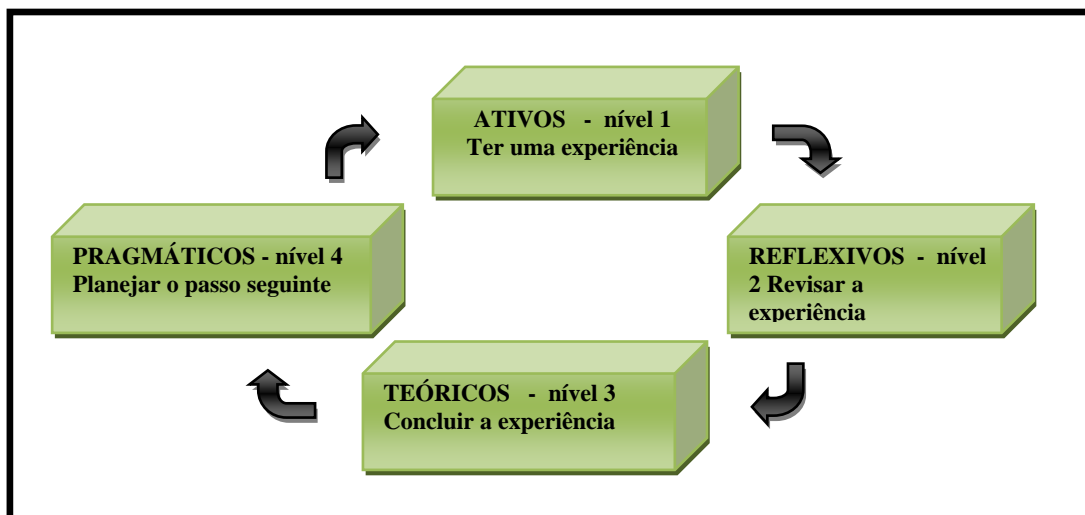 ATIVOS - nível 1
Ter uma experiência
PRAGMÁTICOS - nível 4
Planejar o passo seguinte
REFLEXIVOS - nível
2 Revisar a
experiência
TEÓRICOS - nível 3
Concluir a experiência